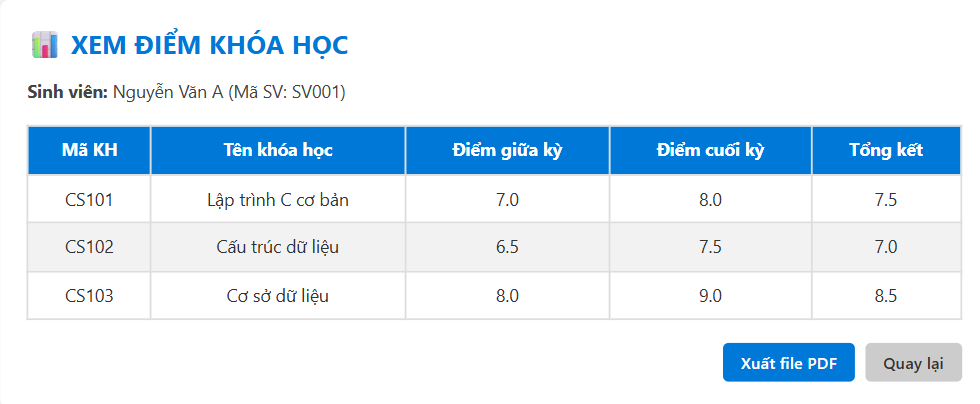 XEM ĐIỂM KHÓA HỌC
Sinh viên: Nguyễn Văn A (Mã SV: SV001)
Mã KH Tên khóa học Điểm giữa kỳ Điểm cuối kỳ Tổng kết
CS101 Lập trình C cơ bản 7.0 8.0 7.5
CS102 Cấu trúc dữ liệu 6.5 7.5 7.0
CS103 Cơ sở dữ liệu 8.0 9.0 8.5
Xuất file PDF Quay lại